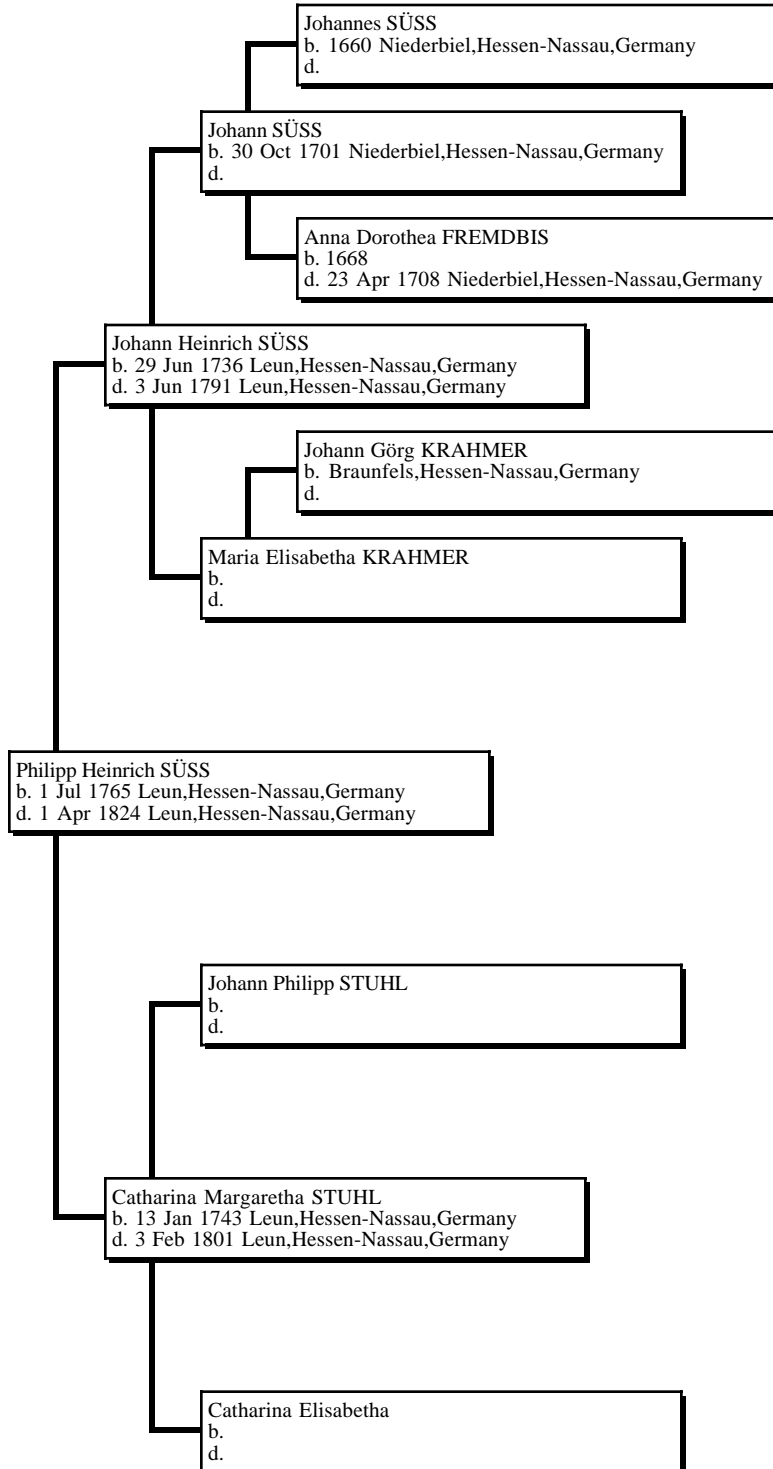 Johannes SÜSS
b. 1660 Niederbiel,Hessen-Nassau,Germany
d.
Johann SÜSS
b. 30 Oct 1701 Niederbiel,Hessen-Nassau,Germany
d.
Anna Dorothea FREMDBIS
b. 1668
d. 23 Apr 1708 Niederbiel,Hessen-Nassau,Germany
Johann Heinrich SÜSS
b. 29 Jun 1736 Leun,Hessen-Nassau,Germany
d. 3 Jun 1791 Leun,Hessen-Nassau,Germany
Johann Görg KRAHMER
b. Braunfels,Hessen-Nassau,Germany
d.
Maria Elisabetha KRAHMER
b.
d.
Philipp Heinrich SÜSS
b. 1 Jul 1765 Leun,Hessen-Nassau,Germany
d. 1 Apr 1824 Leun,Hessen-Nassau,Germany
Johann Philipp STUHL
b.
d.
Catharina Margaretha STUHL
b. 13 Jan 1743 Leun,Hessen-Nassau,Germany
d. 3 Feb 1801 Leun,Hessen-Nassau,Germany
Catharina Elisabetha
b.
d.